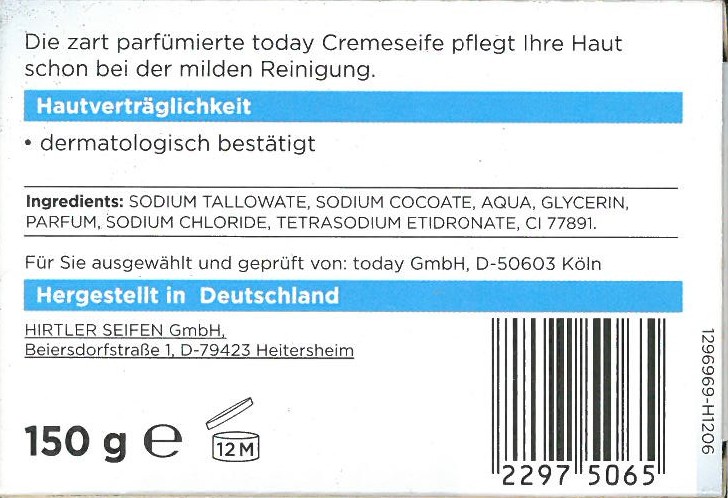 Die zart parfümierte today Cremeseife pflegt Ihre Haut
schon bei der milden Reinigung.
Hautverträglichkeit
• dermatologisch bestätigt
Ingredients: SODIUM TALLOWATE, SODIUM COCOATE, AQUA, GLYCERIN,
PARFUM, SODIUM CHLORIDE, TETRASODIUM ETIDRONATE, CI 77891.
Für Sie ausgewählt und geprüft von: today GmbH, D-50603 Köln
Hergestellt in Deutschland
HIRTLER SEIFEN GmbH,
Beiersdorfstraße 1, D-79423 Heitersheim
150 g ℮
12 M
2297 5065
1296969-H1206